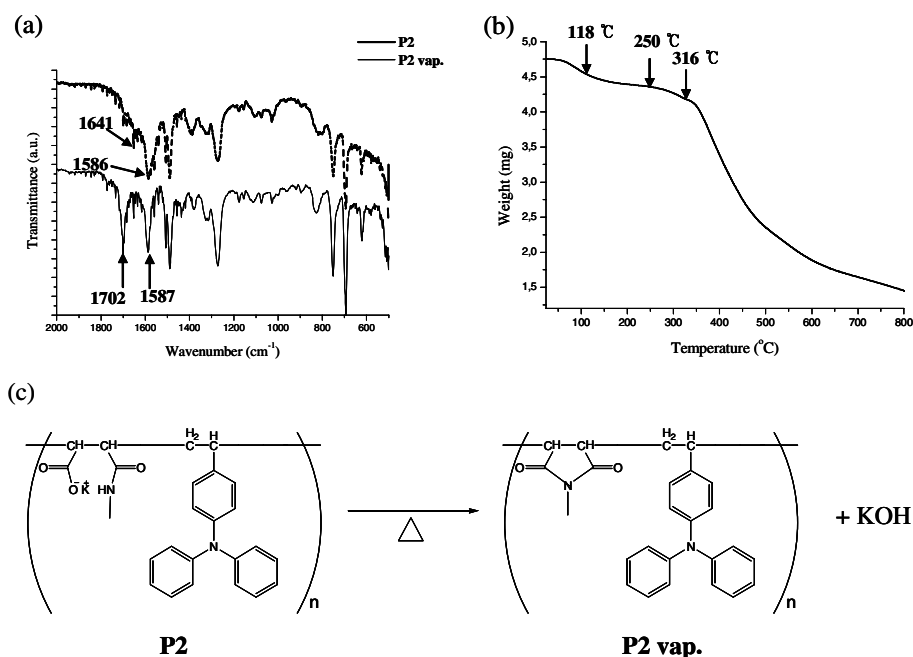 (a)
P2
P2 vap.
1641
1586
1702
1587
Transmittance (a.u.)
2000 1800 1600 1400 1200 1000 800 600
Wavenumber (cm⁻¹)
(b)
118 ℃
250 ℃
316 ℃
5,0
4,5
4,0
3,5
3,0
2,5
2,0
1,5
Weight (mg)
100 200 300 400 500 600 700 800
Temperature (°C)
(c)
CH CH H₂ H
O O⁻K⁺ HN O
N
n
P2
△
CH CH H₂ H
O N O
N
n
P2 vap.
+ KOH